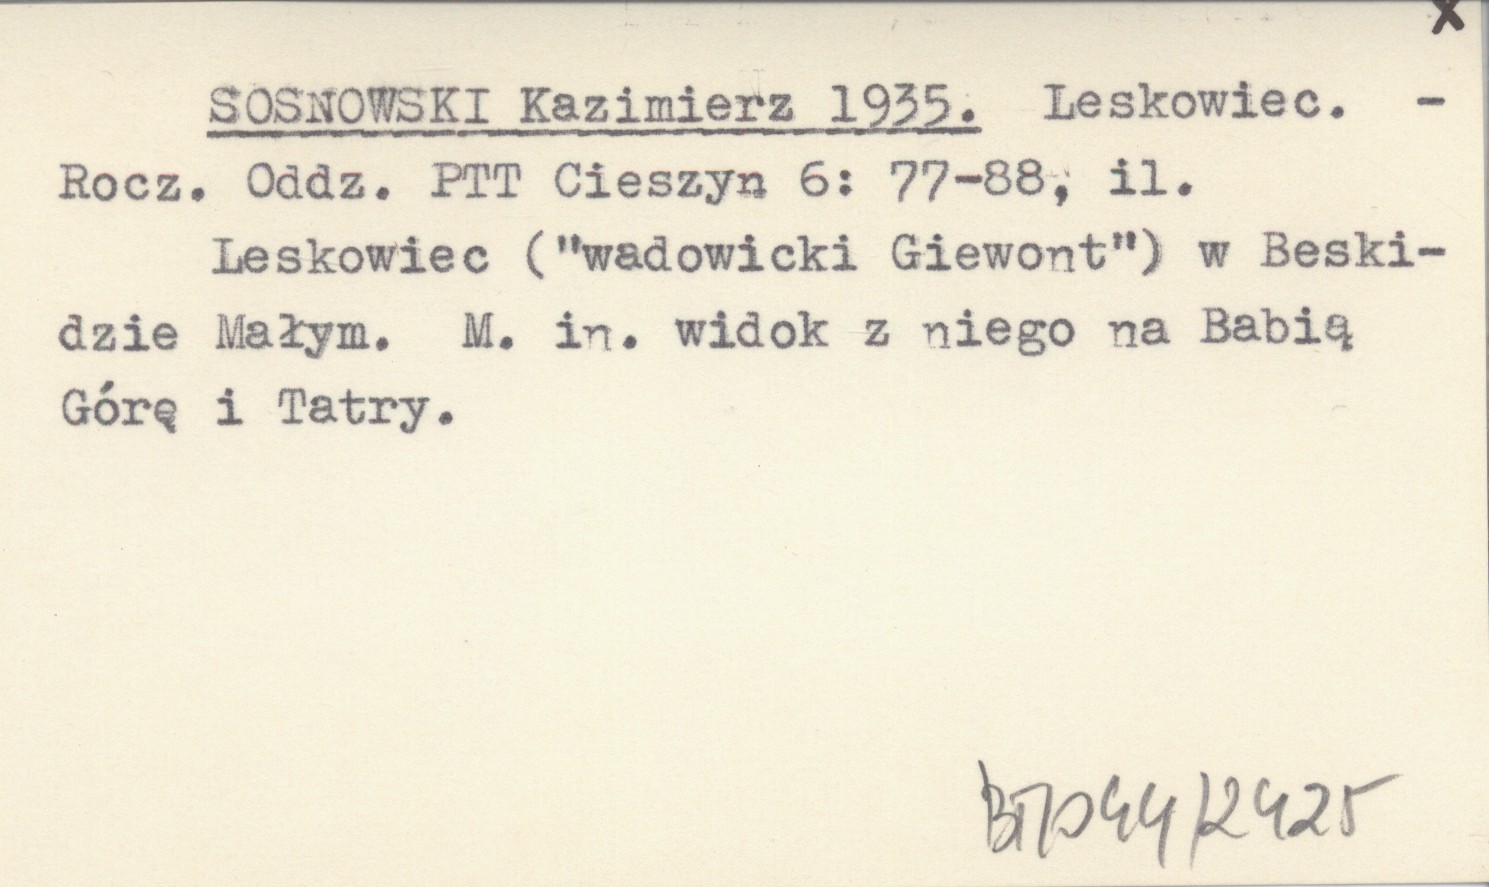 x
SOSNOWSKI Kazimierz 1935. Leskowiec. -
Rocz. Oddz. PTT Cieszyn 6: 77-88, il.
Leskowiec ("wadowicki Giewont") w Beski-
dzie Małym. M. in. widok z niego na Babią
Górę i Tatry.